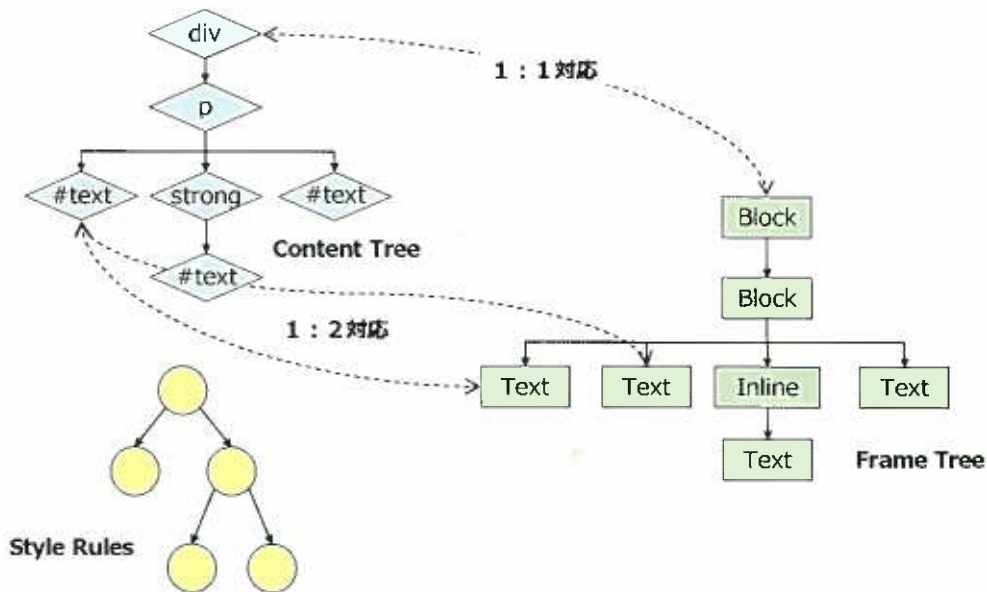 div
1：1対応
p
#text
strong
#text
Block
Content Tree
#text
Block
1：2対応
Text
Text
Inline
Text
Text
Frame Tree
Style Rules